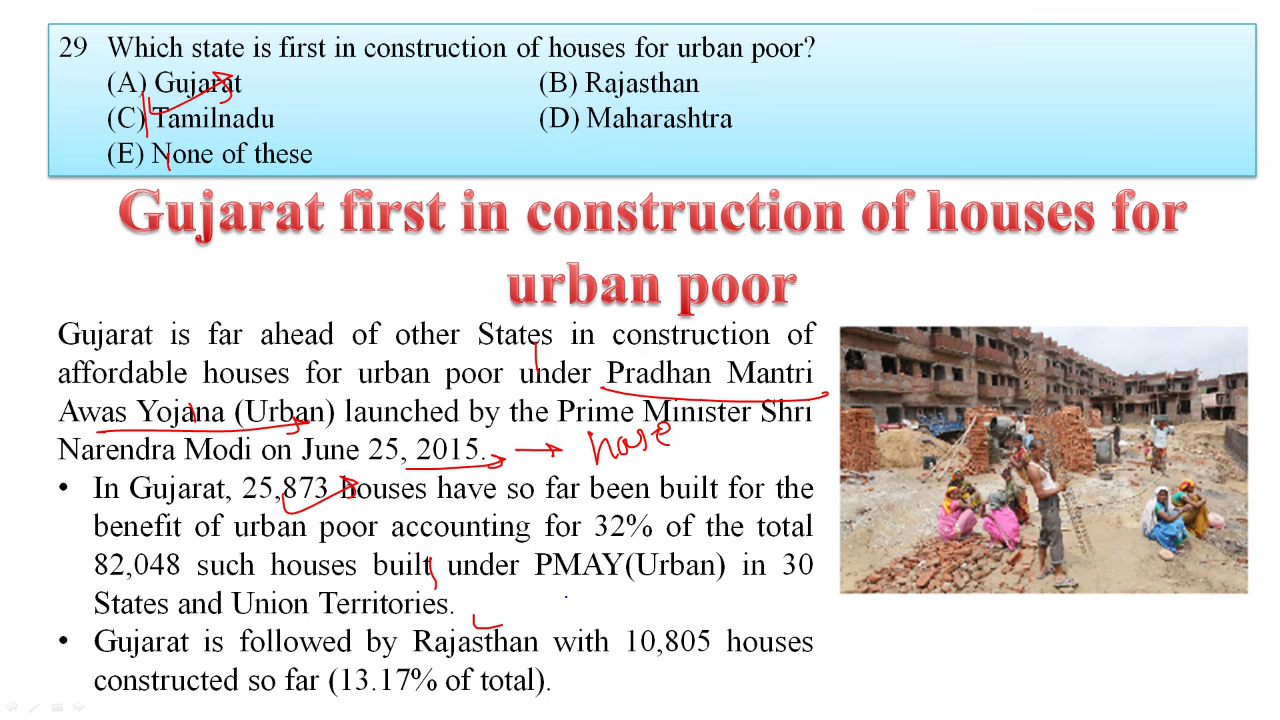 29 Which state is first in construction of houses for urban poor?
(A) Gujarat (B) Rajasthan
(C) Tamilnadu (D) Maharashtra
(E) None of these
Gujarat first in construction of houses for
urban poor
Gujarat is far ahead of other States in construction of
affordable houses for urban poor under Pradhan Mantri
Awas Yojana (Urban) launched by the Prime Minister Shri
Narendra Modi on June 25, 2015.
• In Gujarat, 25,873 houses have so far been built for the
benefit of urban poor accounting for 32% of the total
82,048 such houses built under PMAY(Urban) in 30
States and Union Territories.
• Gujarat is followed by Rajasthan with 10,805 houses
constructed so far (13.17% of total).